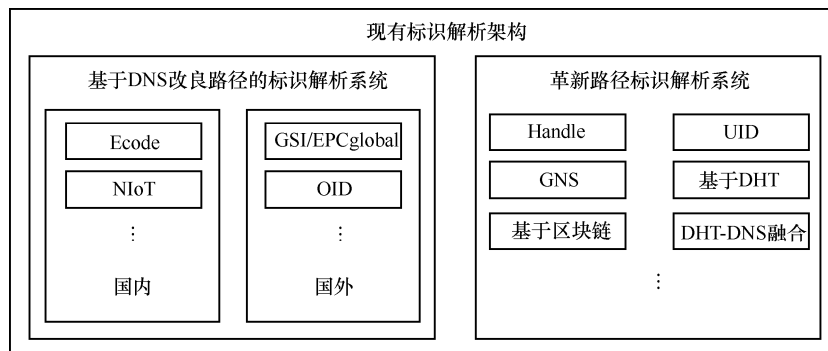 现有标识解析架构
基于DNS改良路径的标识解析系统
Ecode
NIoT
⋮
国内
GSI/EPCglobal
OID
⋮
国外
革新路径标识解析系统
Handle
UID
GNS
基于DHT
基于区块链
DHT-DNS融合
⋮